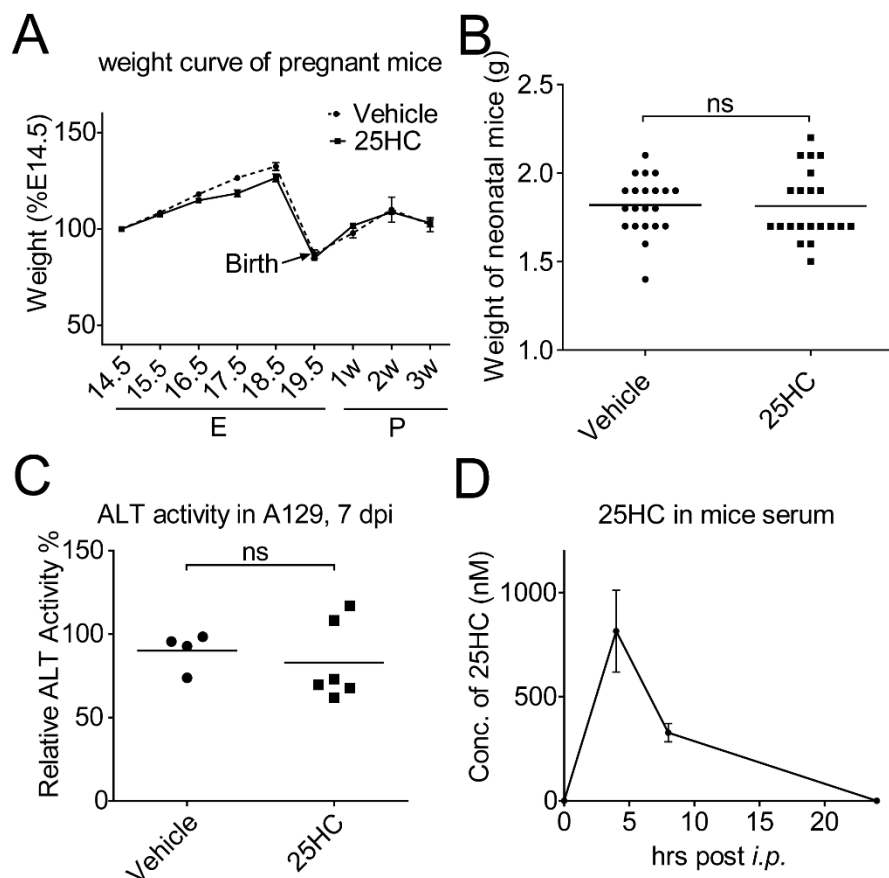 A
weight curve of pregnant mice
Vehicle
25HC
Weight (%E14.5)
150
100
50
Birth
14.5
15.5
16.5
17.5
18.5
19.5
1w
2w
3w
E
P
B
Weight of neonatal mice (g)
2.5
2.0
1.5
1.0
ns
Vehicle
25HC
C
ALT activity in A129, 7 dpi
Relative ALT Activity %
150
100
50
0
ns
Vehicle
25HC
D
25HC in mice serum
Conc. of 25HC (nM)
1000
500
0
0 5 10 15 20
hrs post i.p.